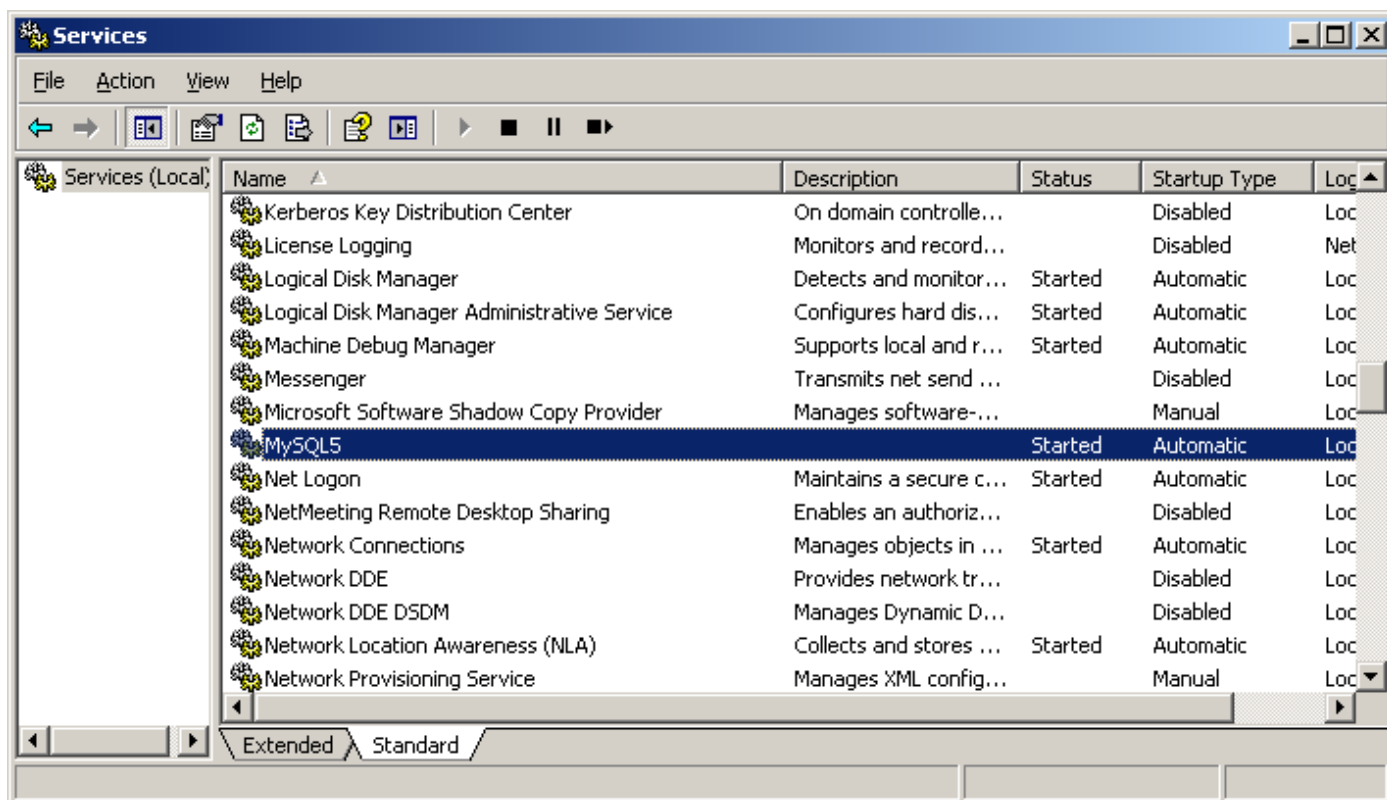 Services
File Action View Help
Services (Local)
Name Description Status Startup Type Log
Kerberos Key Distribution Center On domain controlle... Disabled Loc
License Logging Monitors and record... Disabled Net
Logical Disk Manager Detects and monitor... Started Automatic Loc
Logical Disk Manager Administrative Service Configures hard dis... Started Automatic Loc
Machine Debug Manager Supports local and r... Started Automatic Loc
Messenger Transmits net send ... Disabled Loc
Microsoft Software Shadow Copy Provider Manages software-... Manual Loc
MySQL5 Started Automatic Loc
Net Logon Maintains a secure c... Started Automatic Loc
NetMeeting Remote Desktop Sharing Enables an authoriz... Disabled Loc
Network Connections Manages objects in ... Started Automatic Loc
Network DDE Provides network tr... Disabled Loc
Network DDE DSDM Manages Dynamic D... Disabled Loc
Network Location Awareness (NLA) Collects and stores ... Started Automatic Loc
Network Provisioning Service Manages XML config... Manual Loc
Extended Standard